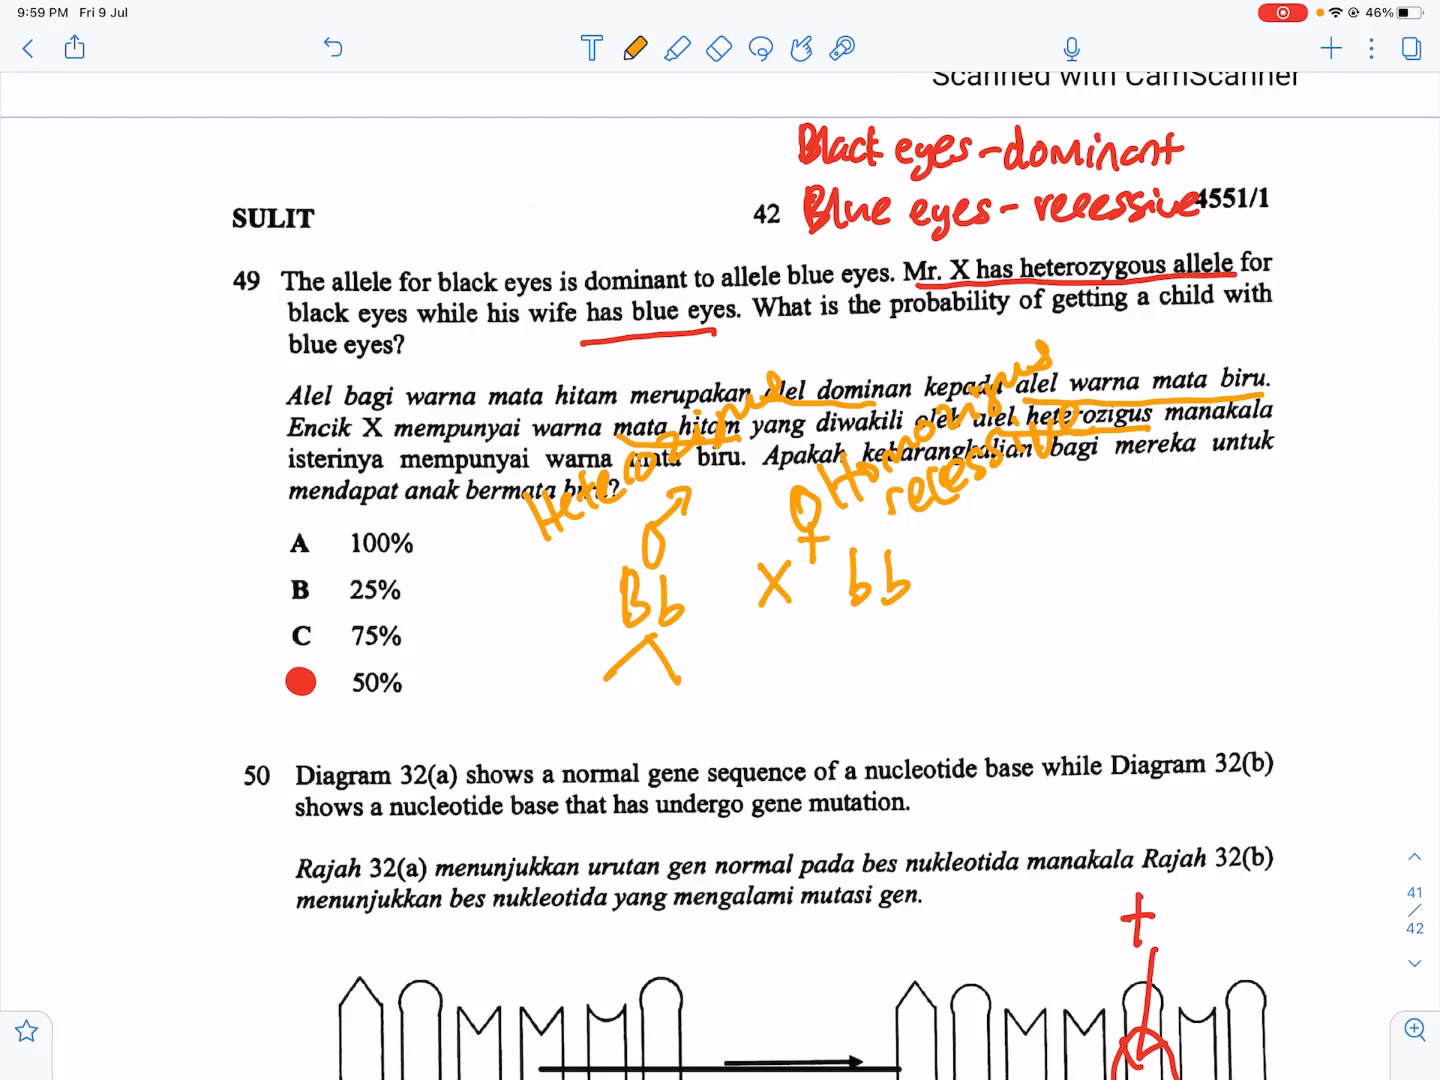 9:59 PM Fri 9 Jul
46%
Scanned with CamScanner
Black eyes - dominant
Blue eyes - recessive
SULIT 42 4551/1
49 The allele for black eyes is dominant to allele blue eyes. Mr. X has heterozygous allele for
black eyes while his wife has blue eyes. What is the probability of getting a child with
blue eyes?
Alel bagi warna mata hitam merupakan alel dominan kepada alel warna mata biru.
Encik X mempunyai warna mata hitam yang diwakili oleh alel heterozigus manakala
isterinya mempunyai warna mata biru. Apakah kebarangkalian bagi mereka untuk
mendapat anak bermata biru?
Homozigus
recessive
♂ ♀
Bb X bb
A 100%
B 25%
C 75%
50%
50 Diagram 32(a) shows a normal gene sequence of a nucleotide base while Diagram 32(b)
shows a nucleotide base that has undergo gene mutation.
Rajah 32(a) menunjukkan urutan gen normal pada bes nukleotida manakala Rajah 32(b)
menunjukkan bes nukleotida yang mengalami mutasi gen.
+
41
/
42